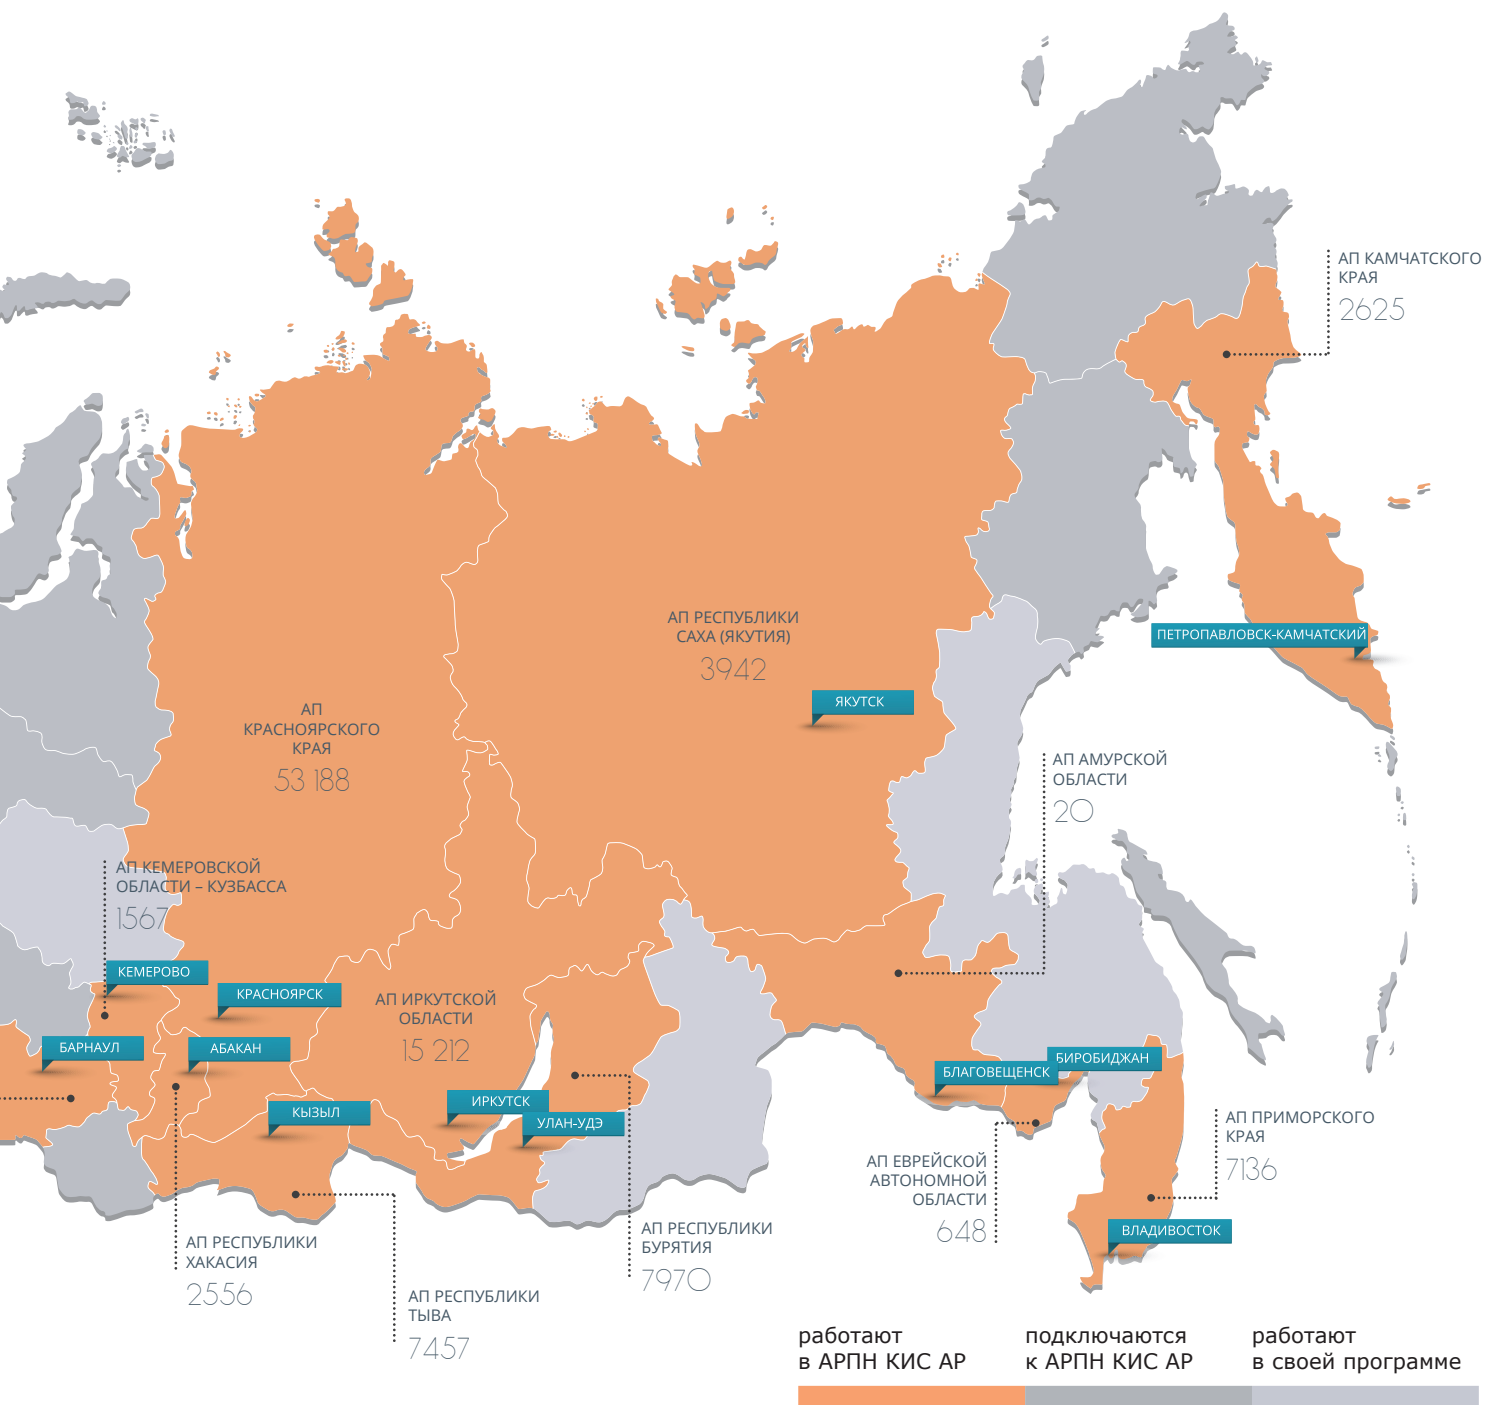 АП КАМЧАТСКОГО
КРАЯ
2625
АП РЕСПУБЛИКИ
САХА (ЯКУТИЯ)
3942
ПЕТРОПАВЛОВСК-КАМЧАТСКИЙ
ЯКУТСК
АП
КРАСНОЯРСКОГО
КРАЯ
53 188
АП АМУРСКОЙ
ОБЛАСТИ
20
АП КЕМЕРОВСКОЙ
ОБЛАСТИ – КУЗБАССА
1567
КЕМЕРОВО
КРАСНОЯРСК
АП ИРКУТСКОЙ
ОБЛАСТИ
15 212
БАРНАУЛ
АБАКАН
БИРОБИДЖАН
БЛАГОВЕЩЕНСК
ИРКУТСК
КЫЗЫЛ
УЛАН-УДЭ
АП ПРИМОРСКОГО
КРАЯ
7136
АП ЕВРЕЙСКОЙ
АВТОНОМНОЙ
ОБЛАСТИ
648
ВЛАДИВОСТОК
АП РЕСПУБЛИКИ
БУРЯТИЯ
7970
АП РЕСПУБЛИКИ
ХАКАСИЯ
2556
АП РЕСПУБЛИКИ
ТЫВА
7457
работают
в АРПН КИС АР
подключаются
к АРПН КИС АР
работают
в своей программе